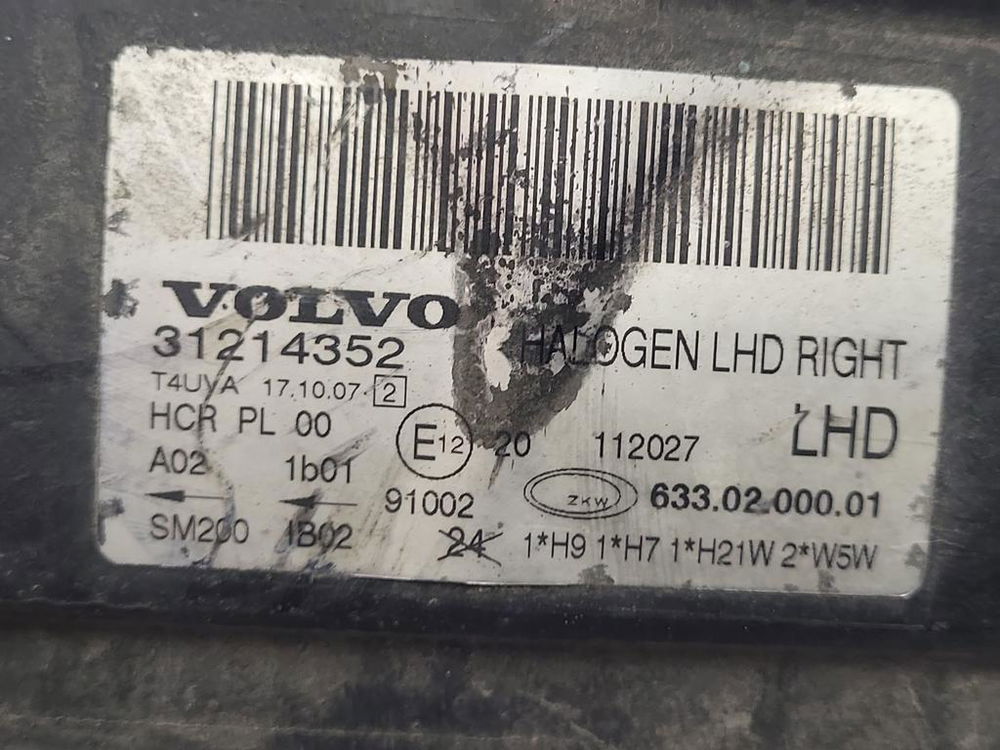 VOLVO
31214352 HALOGEN LHD RIGHT
T4UYA 17.10.07 2
HCR PL 00 E12 20 112027 LHD
A02 1b01 91002 ZKW 633.02.000.01
SM200 IB02 24 1*H9 1*H7 1*H21W 2*W5W